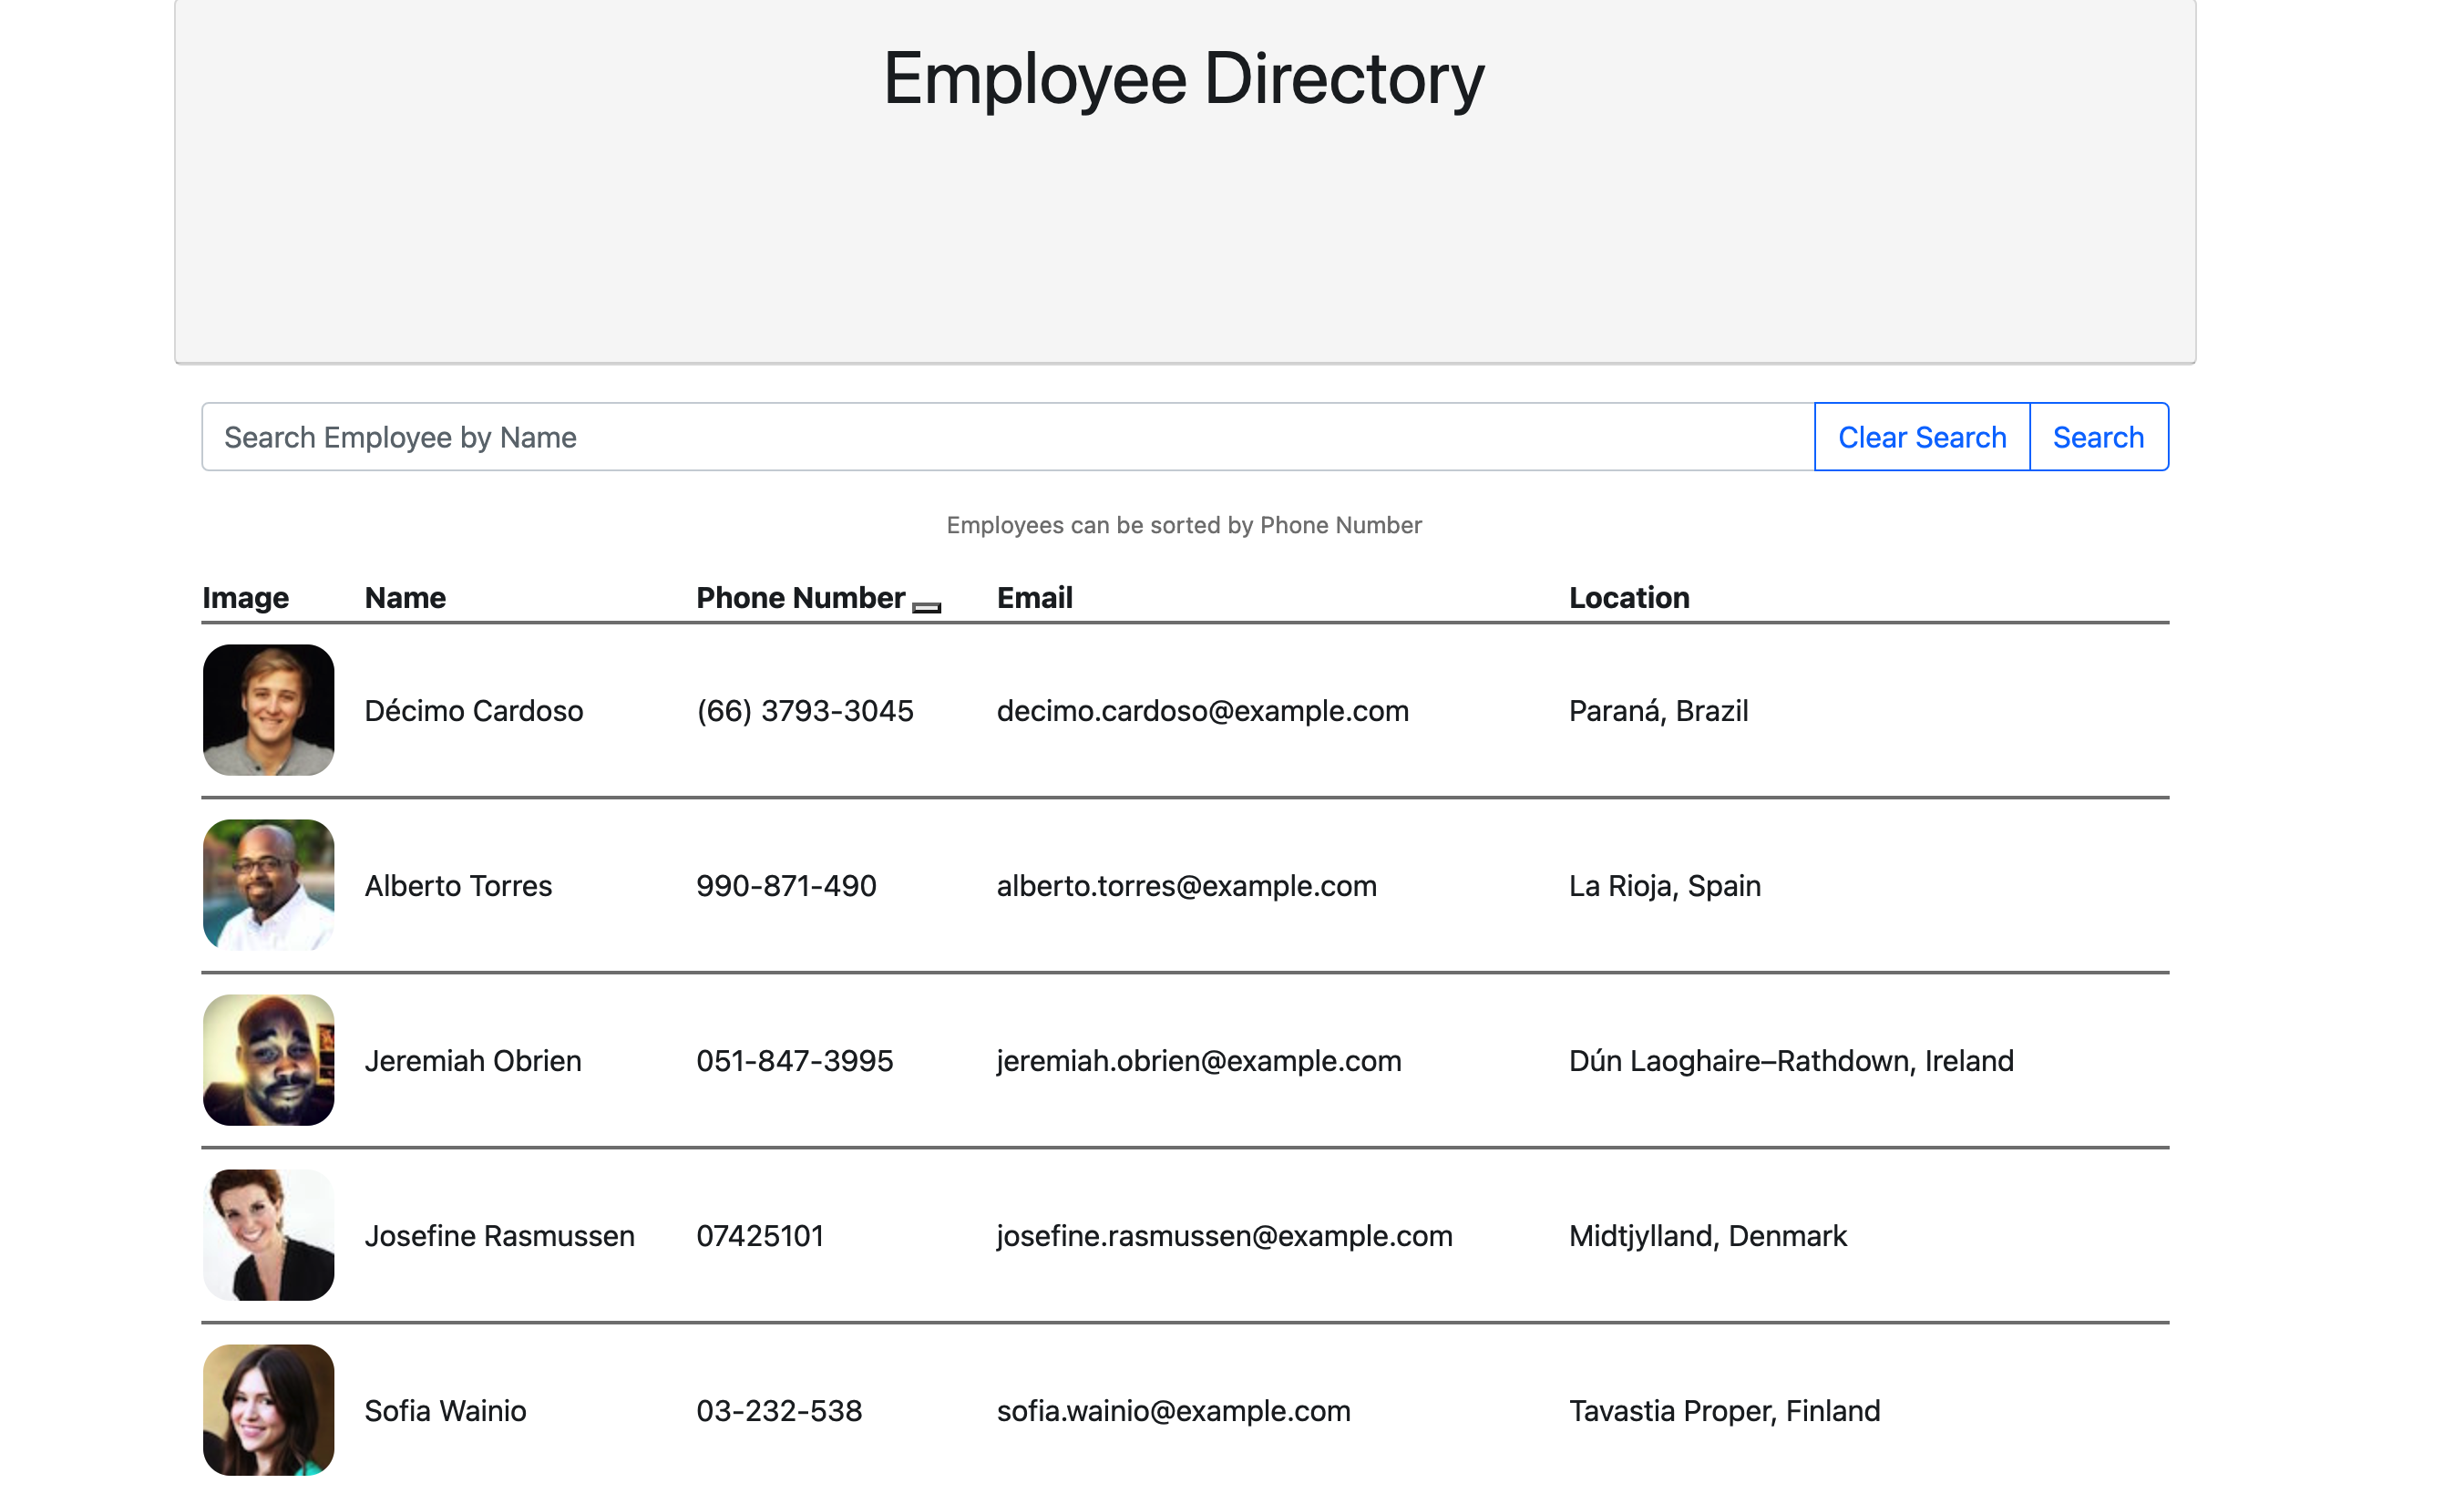 Employee Directory
Search Employee by Name Clear Search Search
Employees can be sorted by Phone Number
Image Name Phone Number Email Location
Décimo Cardoso (66) 3793-3045 decimo.cardoso@example.com Paraná, Brazil
Alberto Torres 990-871-490 alberto.torres@example.com La Rioja, Spain
Jeremiah Obrien 051-847-3995 jeremiah.obrien@example.com Dún Laoghaire–Rathdown, Ireland
Josefine Rasmussen 07425101 josefine.rasmussen@example.com Midtjylland, Denmark
Sofia Wainio 03-232-538 sofia.wainio@example.com Tavastia Proper, Finland